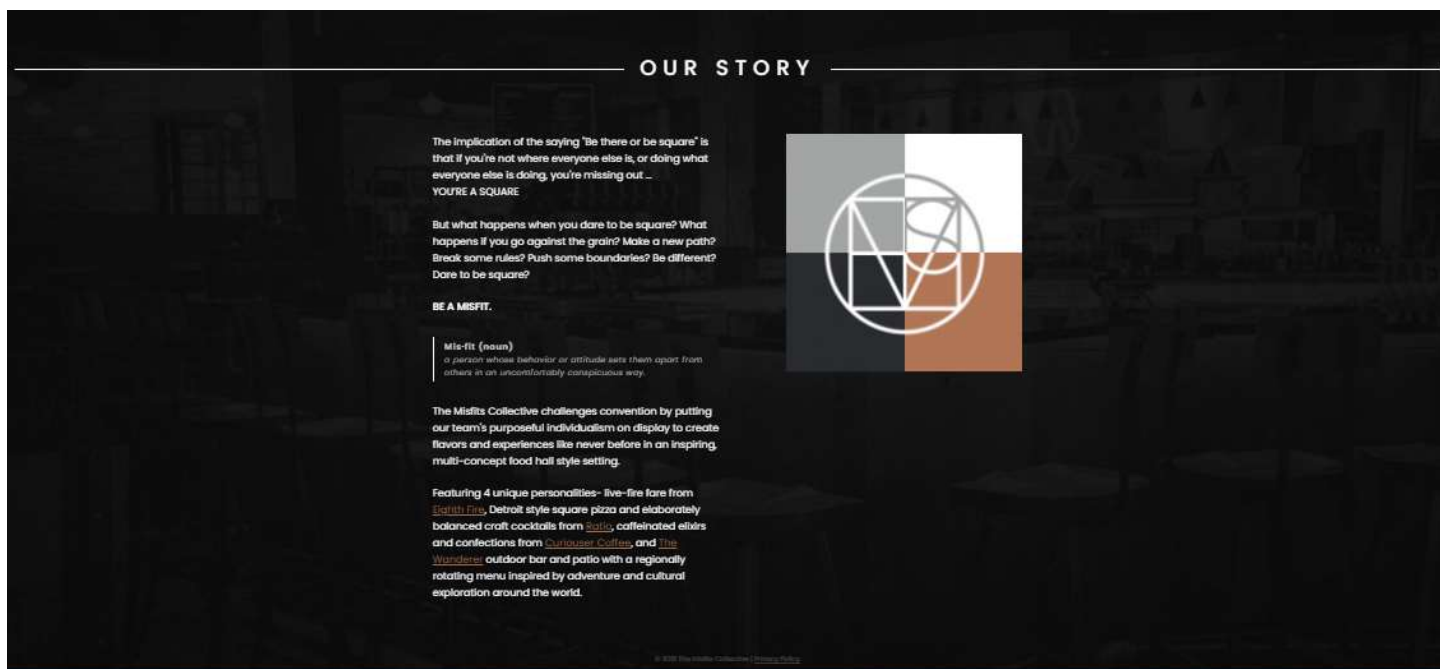 OUR STORY
The implication of the saying "Be there or be square" is
that if you're not where everyone else is, or doing what
everyone else is doing, you're missing out ...
YOU'RE A SQUARE
But what happens when you dare to be square? What
happens if you go against the grain? Make a new path?
Break some rules? Push some boundaries? Be different?
Dare to be square?
BE A MISFIT.
Mis-fit (noun)
a person whose behavior or attitude sets them apart from
others in an uncomfortably conspicuous way.
The Misfits Collective challenges convention by putting
our team's purposeful individualism on display to create
flavors and experiences like never before in an inspiring,
multi-concept food hall style setting.
Featuring 4 unique personalities- live-fire fare from
Eighth Fire, Detroit style square pizza and elaborately
balanced craft cocktails from Ratio, caffeinated elixirs
and confections from Curiouser Coffee, and The
Wanderer outdoor bar and patio with a regionally
rotating menu inspired by adventure and cultural
exploration around the world.
© The Misfits Collective | Privacy Policy